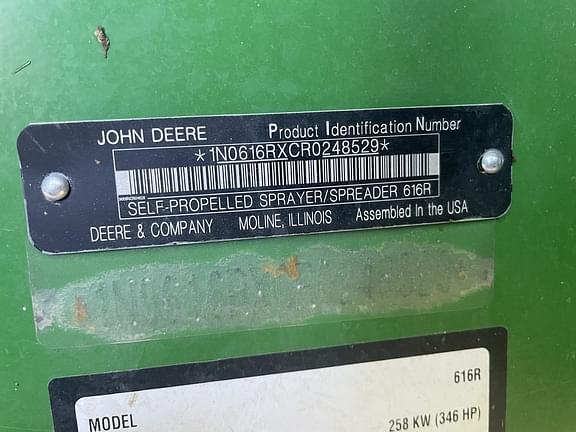 JOHN DEERE Product Identification Number
*1N0616RXCR0248529*
SELF-PROPELLED SPRAYER/SPREADER 616R
DEERE & COMPANY MOLINE, ILLINOIS Assembled In the USA
616R
MODEL 258 KW (346 HP)